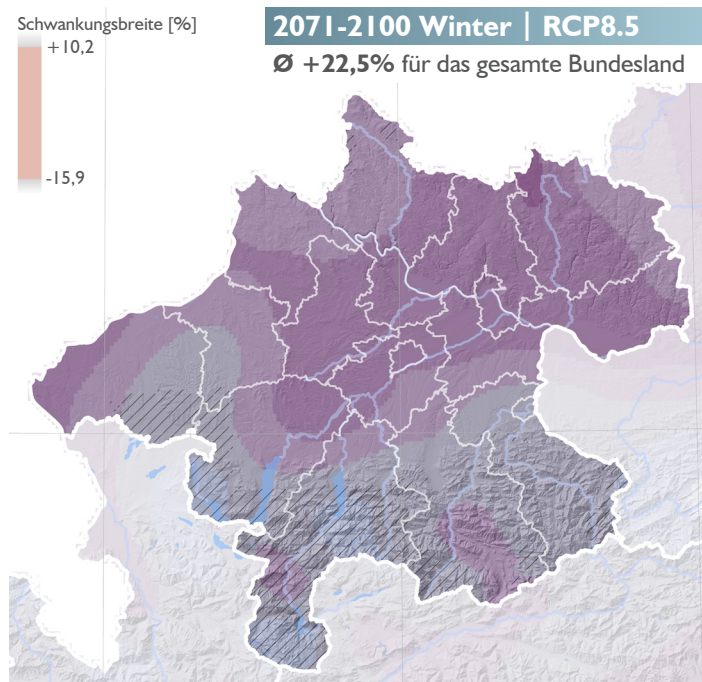 Schwankungsbreite [%]
+10,2
-15,9
2071-2100 Winter | RCP8.5
Ø +22,5% für das gesamte Bundesland